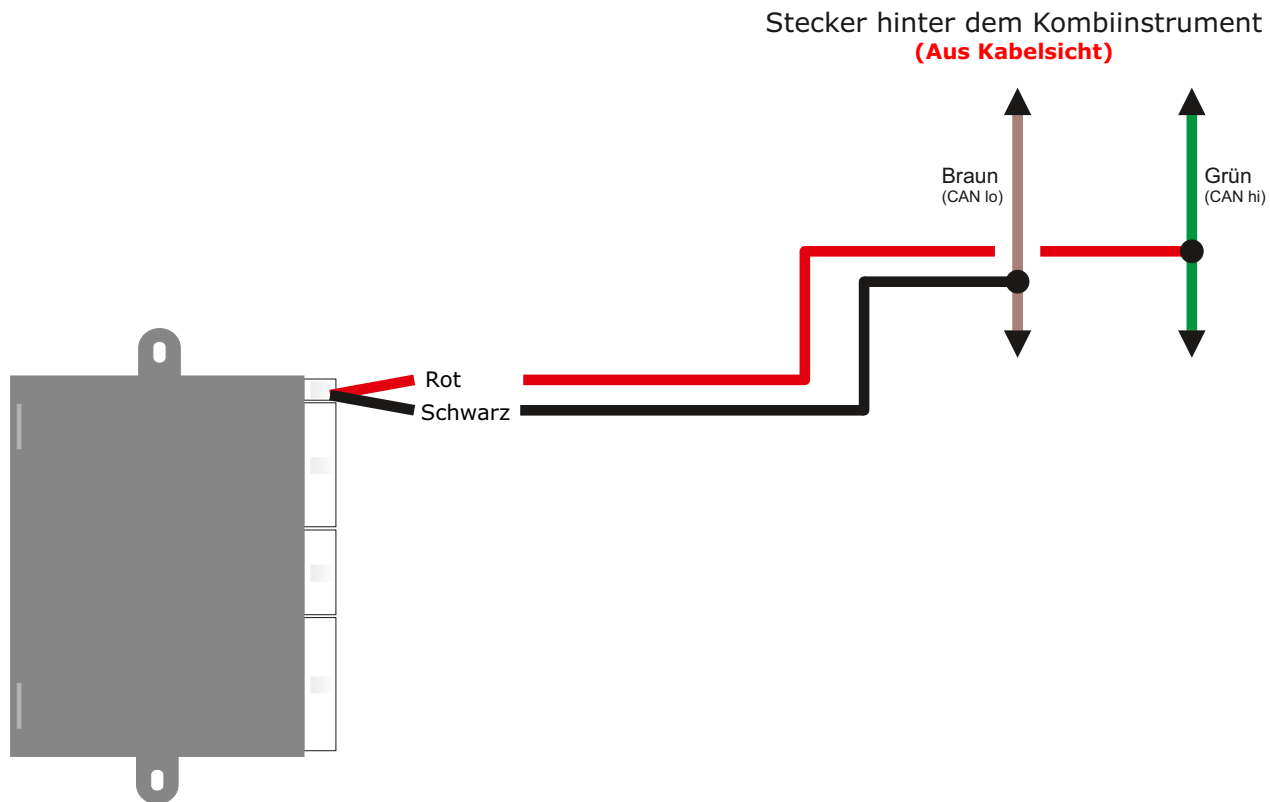 Stecker hinter dem Kombiinstrument
(Aus Kabelsicht)
Braun
(CAN lo)
Grün
(CAN hi)
Rot
Schwarz